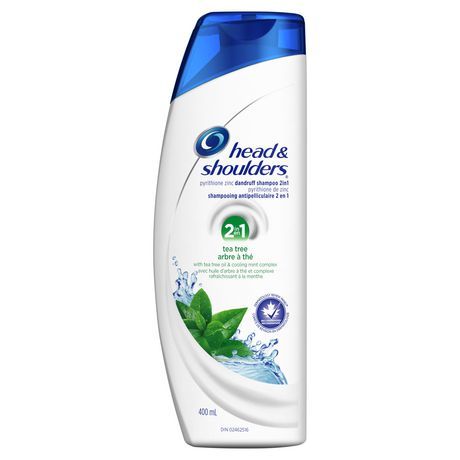 head &
shoulders®
pyrithione zinc dandruff shampoo 2in1
pyrithione de zinc
shampooing antipelliculaire 2 en 1
2in1
tea tree
arbre à thé
with tea tree oil & cooling mint complex
avec huile d'arbre à thé et complexe
rafraîchissant à la menthe
400 mL
DIN 02462516